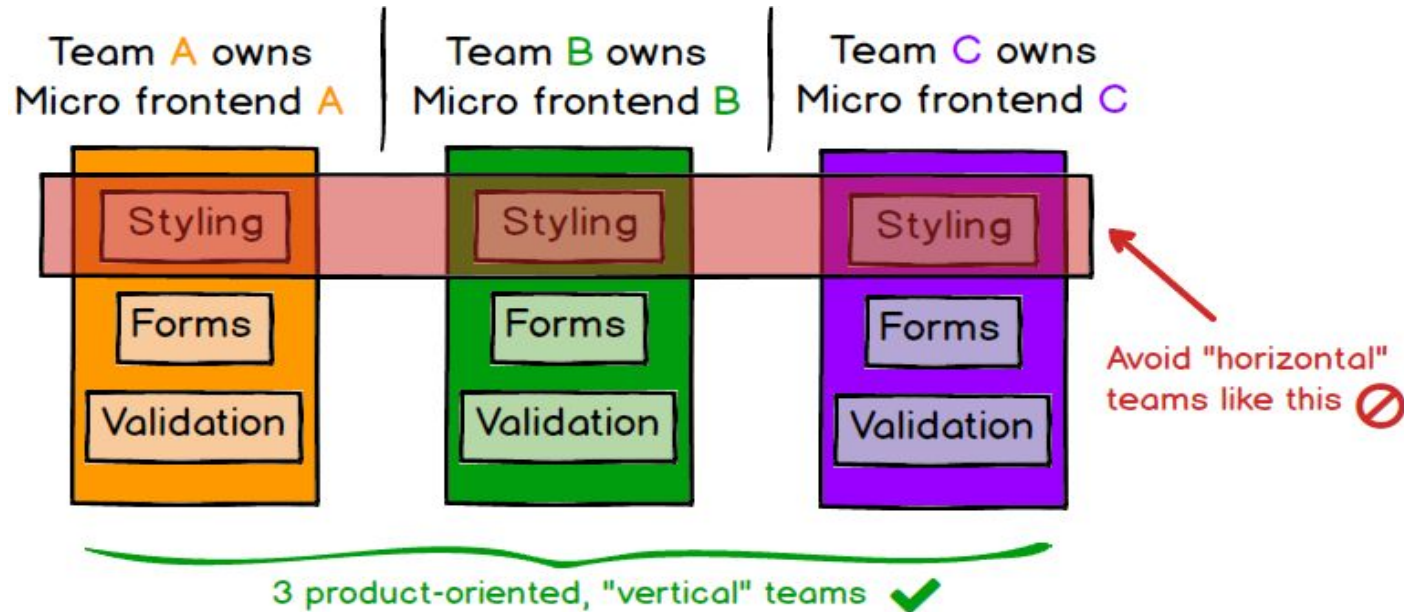 Team A owns
Micro frontend A
Team B owns
Micro frontend B
Team C owns
Micro frontend C
Styling
Styling
Styling
Forms
Forms
Forms
Validation
Validation
Validation
Avoid "horizontal"
teams like this
3 product-oriented, "vertical" teams